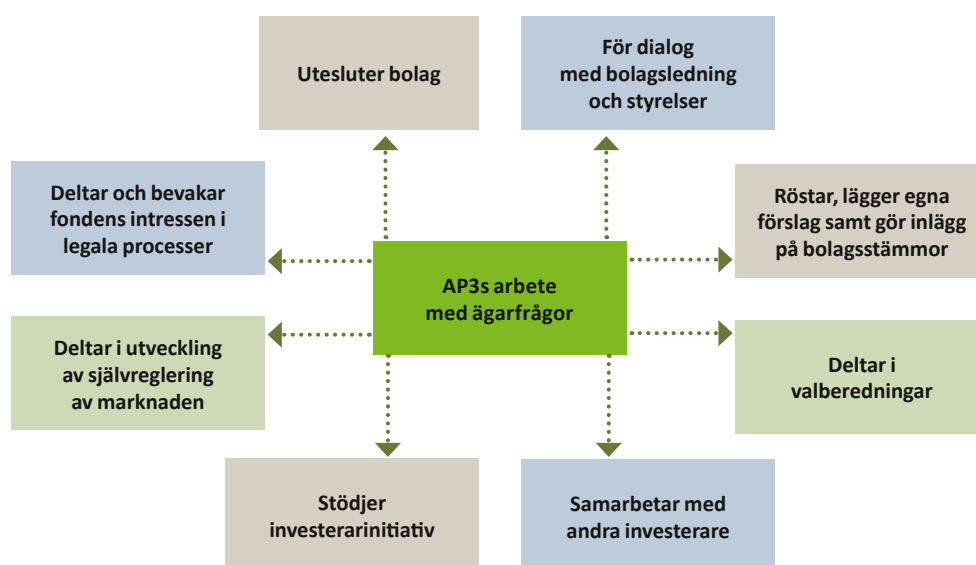 Utesluter bolag
För dialog
med bolagsledning
och styrelser
Deltar och bevakar
fondens intressen i
legala processer
Röstar, lägger egna
förslag samt gör inlägg
på bolagsstämmor
AP3s arbete
med ägarfrågor
Deltar i utveckling
av självreglering
av marknaden
Deltar i
valberedningar
Stödjer
investerarinitiativ
Samarbetar med
andra investerare